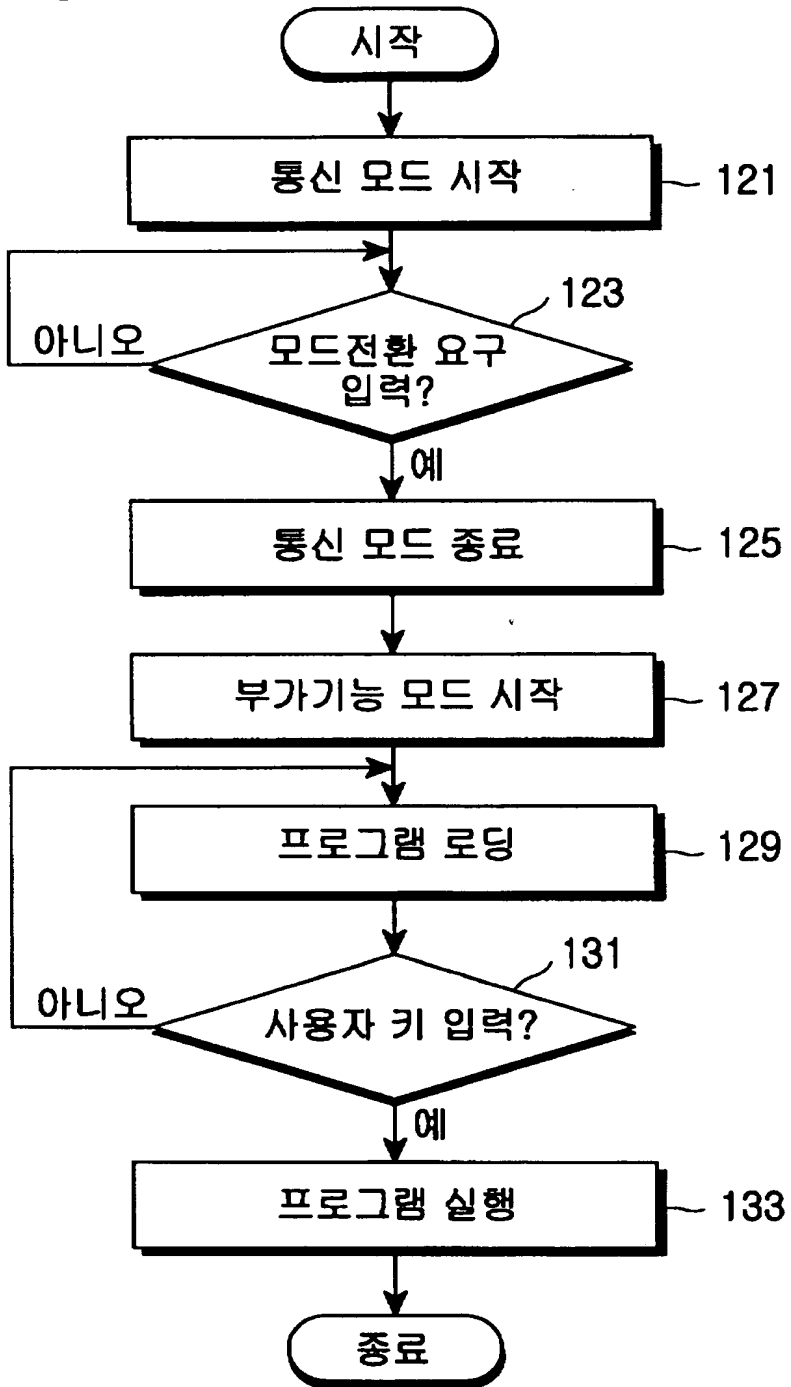 시작
통신 모드 시작
121
123
아니오
모드전환 요구
입력?
예
통신 모드 종료
125
부가기능 모드 시작
127
프로그램 로딩
129
131
아니오
사용자 키 입력?
예
프로그램 실행
133
종료